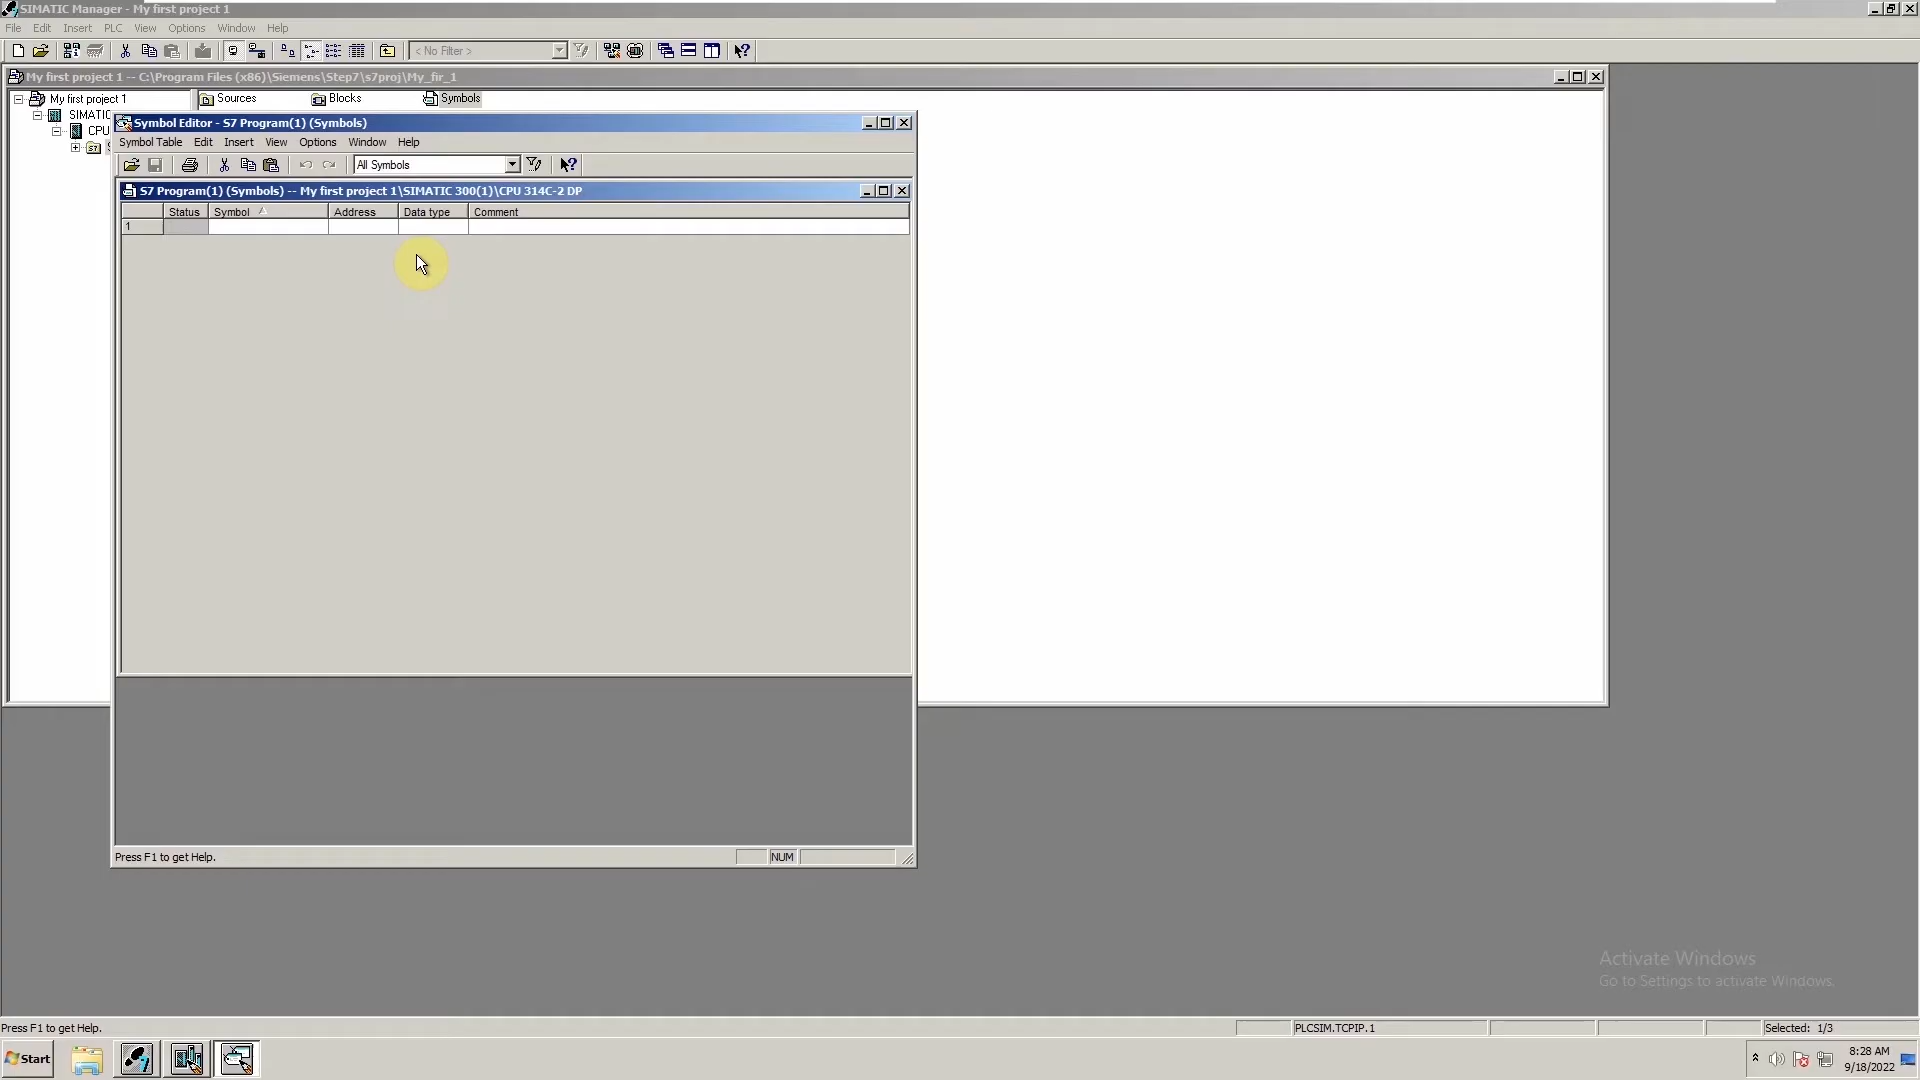 SIMATIC Manager - My first project 1
File Edit Insert PLC View Options Window Help
< No Filter >
My first project 1 -- C:\Program Files (x86)\Siemens\Step7\s7proj\My_fir_1
My first project 1 Sources Blocks Symbols
SIMATIC
CPU
Symbol Editor - S7 Program(1) (Symbols)
Symbol Table Edit Insert View Options Window Help
All Symbols
S7 Program(1) (Symbols) -- My first project 1\SIMATIC 300(1)\CPU 314C-2 DP
Status Symbol Address Data type Comment
1
Press F1 to get Help.
NUM
Activate Windows
Go to Settings to activate Windows.
Press F1 to get Help.
PLCSIM.TCPIP.1
Selected: 1/3
Start
8:28 AM
9/18/2022